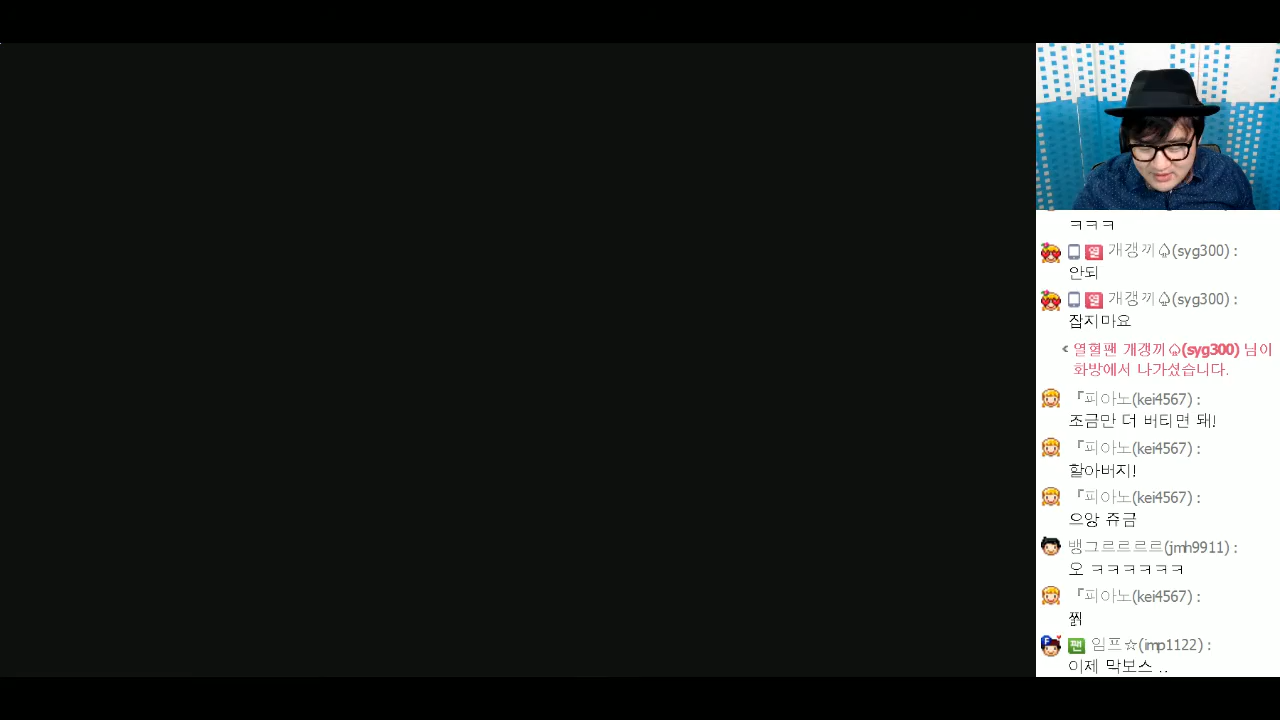 ㅋㅋㅋ
열 개갱끼♤(syg300) :
안되
열 개갱끼♤(syg300) :
잡지마요
< 열혈팬 개갱끼♤(syg300) 님이
화방에서 나가셨습니다.
『피아노(kei4567) :
조금만 더 버티면 돼!
『피아노(kei4567) :
할아버지!
『피아노(kei4567) :
으앙 쥬금
뱅그르르르르(jmh9911) :
오 ㅋㅋㅋㅋㅋㅋ
『피아노(kei4567) :
팬 임프☆(imp1122) :
이제 막보스 ..